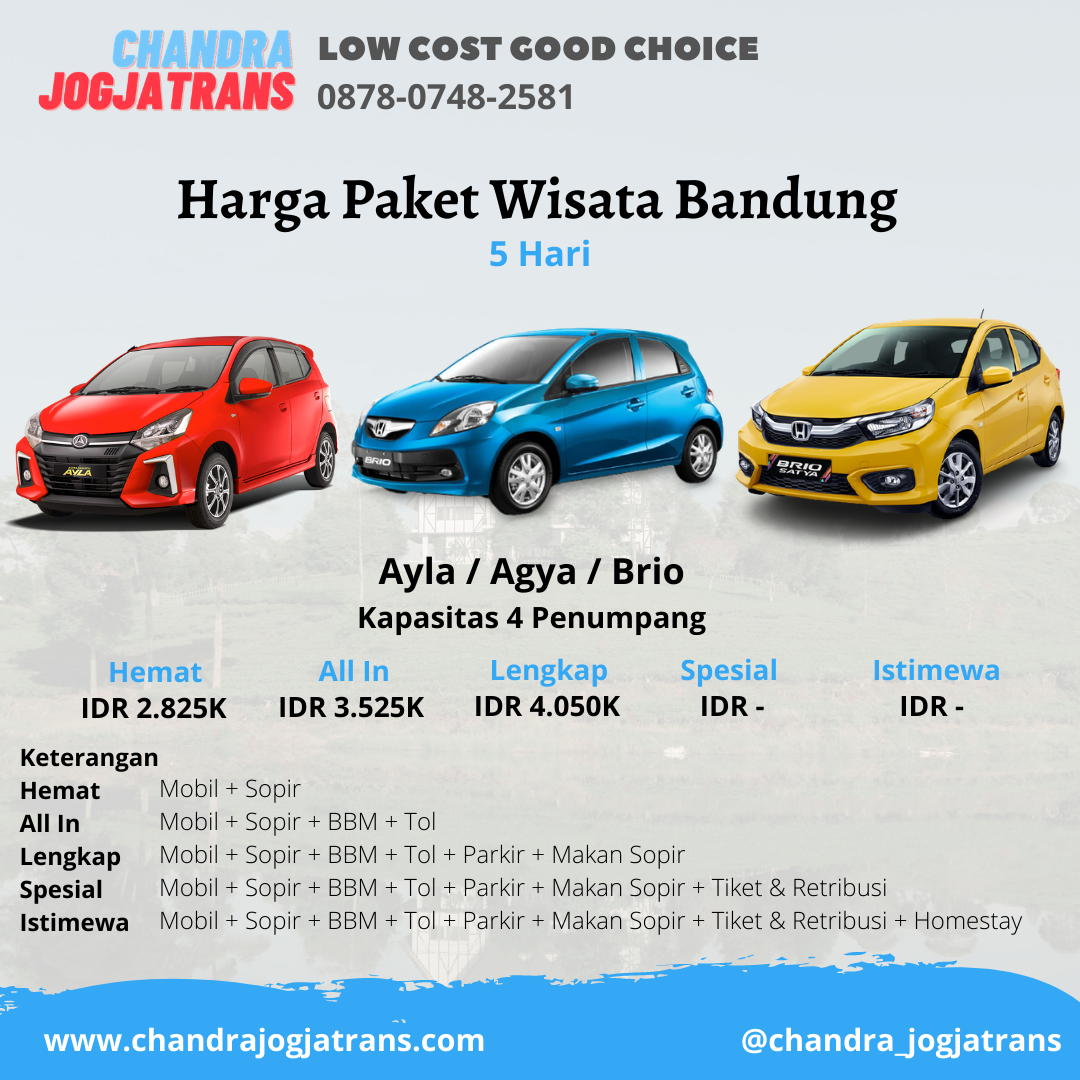 CHANDRA
JOGJATRANS
LOW COST GOOD CHOICE
0878-0748-2581
Harga Paket Wisata Bandung
5 Hari
AYLA
BRIO
BRIO
SATYA
Ayla / Agya / Brio
Kapasitas 4 Penumpang
Hemat All In Lengkap Spesial Istimewa
IDR 2.825K IDR 3.525K IDR 4.050K IDR - IDR -
Keterangan
Hemat Mobil + Sopir
All In Mobil + Sopir + BBM + Tol
Lengkap Mobil + Sopir + BBM + Tol + Parkir + Makan Sopir
Spesial Mobil + Sopir + BBM + Tol + Parkir + Makan Sopir + Tiket & Retribusi
Istimewa Mobil + Sopir + BBM + Tol + Parkir + Makan Sopir + Tiket & Retribusi + Homestay
www.chandrajogjatrans.com
@chandra_jogjatrans